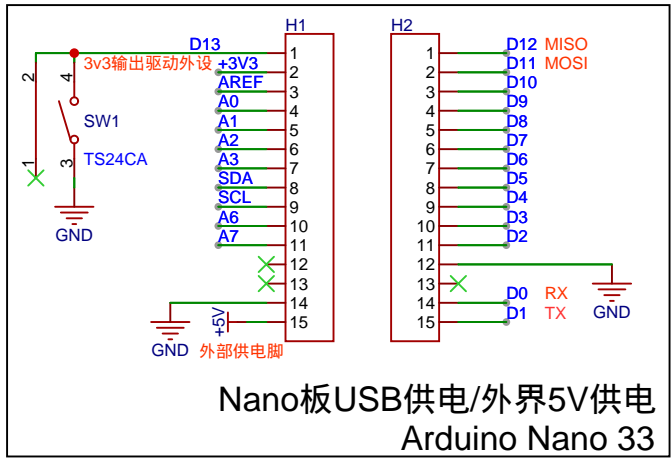 H1
H2
D13
1
3v3输出驱动外设
+3V3
2
AREF
3
A0
4
A1
5
A2
6
A3
7
SDA
8
SCL
9
A6
10
A7
11
12
13
14
+5V
15
GND
外部供电脚
2
4
SW1
1
3
TS24CA
GND
1
D12 MISO
2
D11 MOSI
3
D10
4
D9
5
D8
6
D7
7
D6
8
D5
9
D4
10
D3
11
D2
12
13
14
D0 RX
15
D1 TX
GND
Nano板USB供电/外界5V供电
Arduino Nano 33